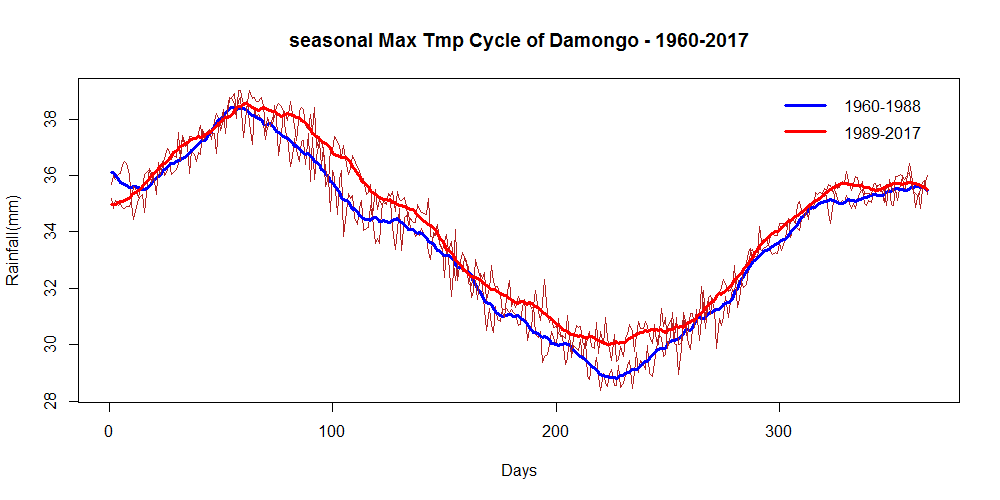 seasonal Max Tmp Cycle of Damongo - 1960-2017
1960-1988
1989-2017
Rainfall(mm)
38
36
34
32
30
28
0 100 200 300
Days